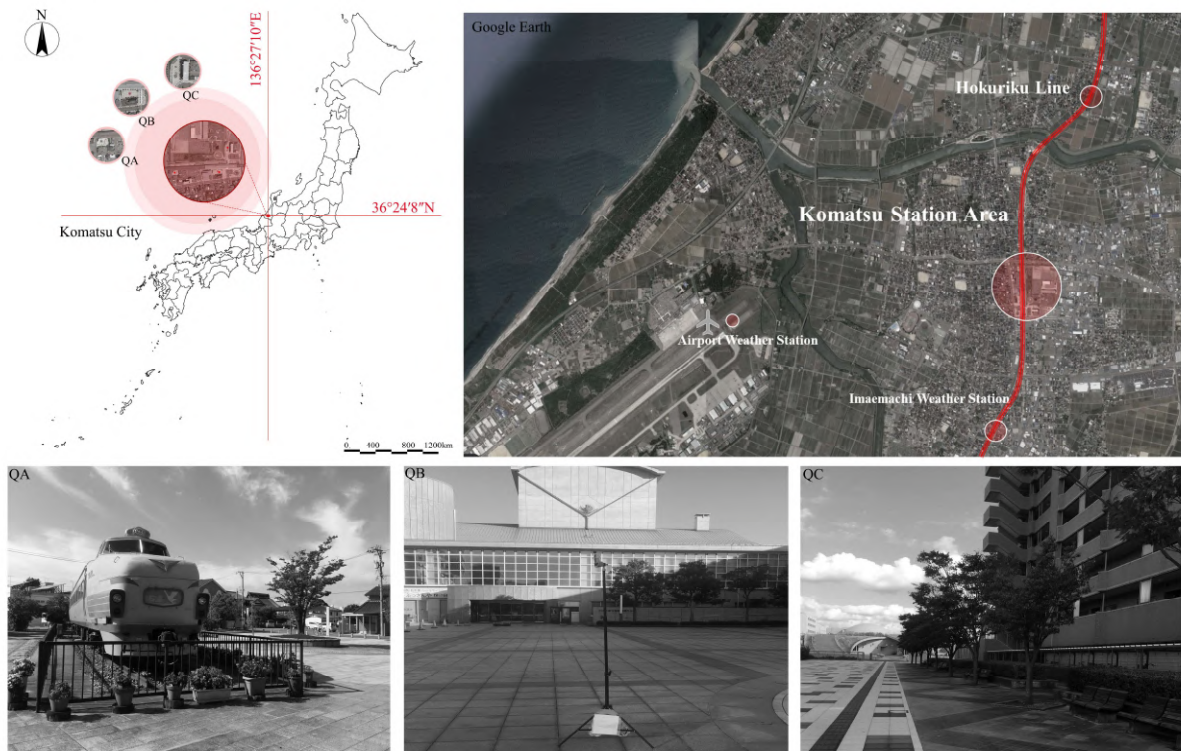 N
136°27′10″E
QC
QB
QA
36°24′8″N
Komatsu City
0 400 800 1200km
Google Earth
Hokuriku Line
Komatsu Station Area
Airport Weather Station
Imaemachi Weather Station
QA
QB
QC